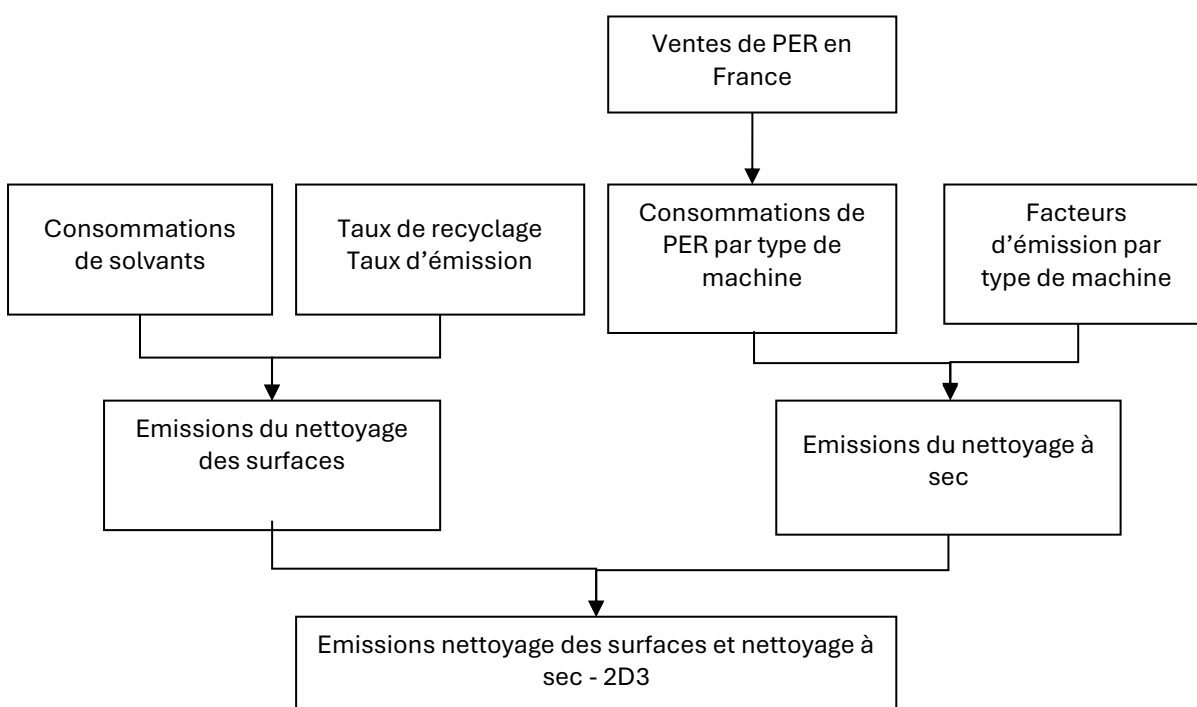 Ventes de PER en
France
Consommations
de solvants
Taux de recyclage
Taux d’émission
Consommations de
PER par type de
machine
Facteurs
d’émission par
type de machine
Emissions du nettoyage
des surfaces
Emissions du nettoyage à
sec
Emissions nettoyage des surfaces et nettoyage à
sec - 2D3